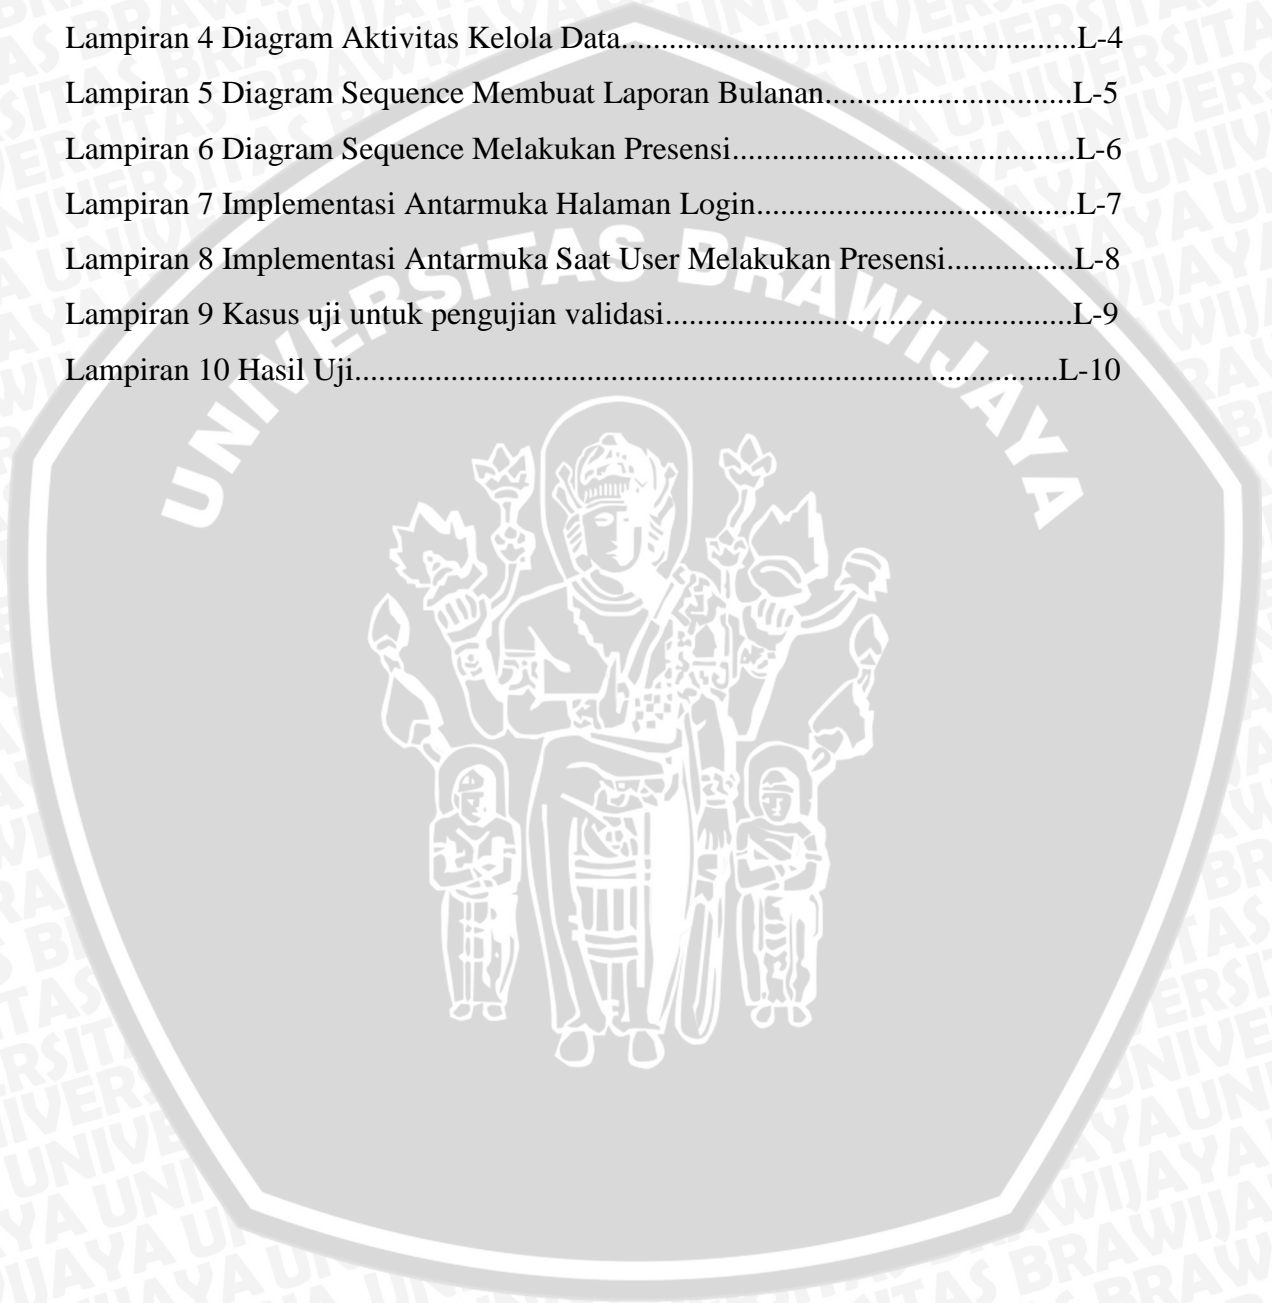 Lampiran 4 Diagram Aktivitas Kelola Data.........................................................L-4
Lampiran 5 Diagram Sequence Membuat Laporan Bulanan...............................L-5
Lampiran 6 Diagram Sequence Melakukan Presensi...........................................L-6
Lampiran 7 Implementasi Antarmuka Halaman Login........................................L-7
Lampiran 8 Implementasi Antarmuka Saat User Melakukan Presensi................L-8
Lampiran 9 Kasus uji untuk pengujian validasi...................................................L-9
Lampiran 10 Hasil Uji........................................................................................L-10
UNIVERSITAS BRAWIJAYA